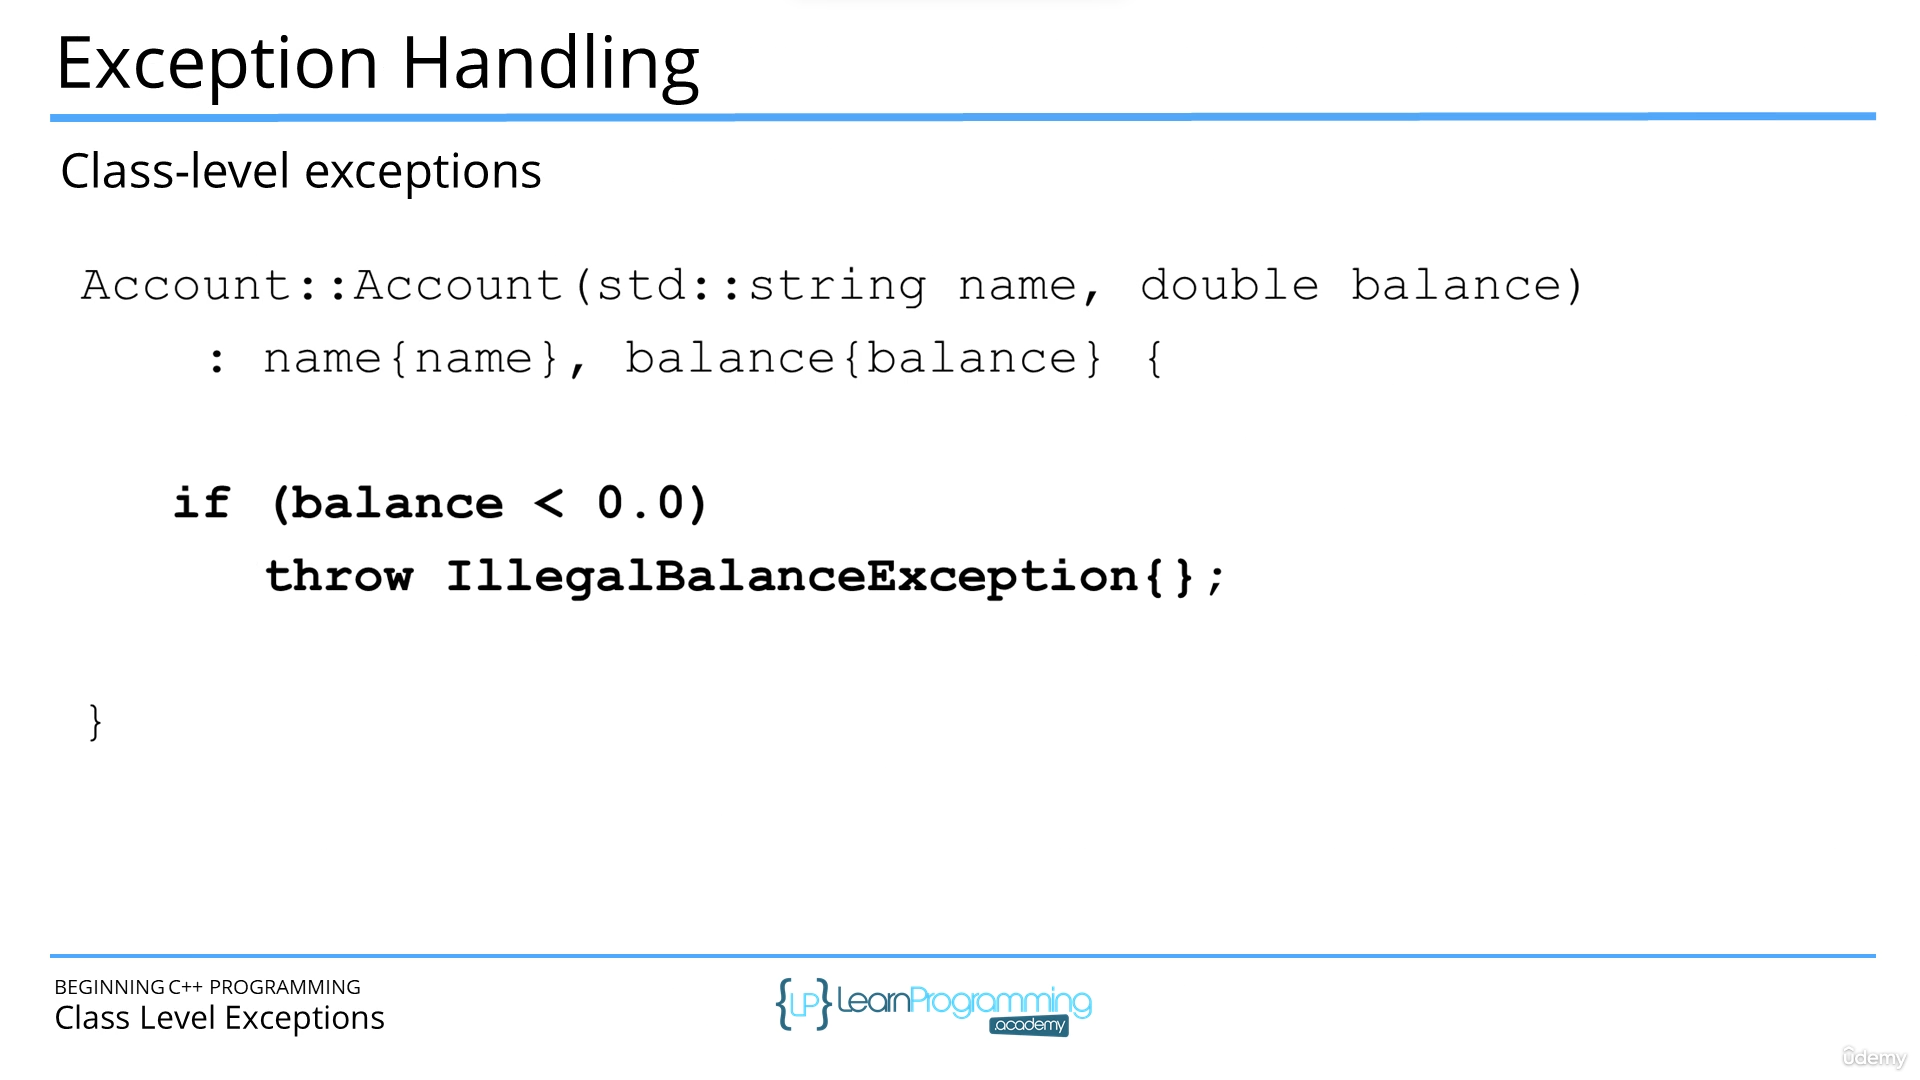 Exception Handling
Class-level exceptions
Account::Account(std::string name, double balance)
: name{name}, balance{balance} {
if (balance < 0.0)
throw IllegalBalanceException{};
}
BEGINNING C++ PROGRAMMING
Class Level Exceptions
{LP} LearnProgramming
academy
ûdemy